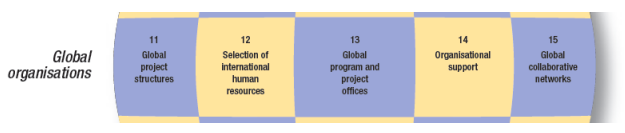 Global
organisations
11
Global
project
structures
12
Selection of
international
human
resources
13
Global
program and
project
offices
14
Organisational
support
15
Global
collaborative
networks